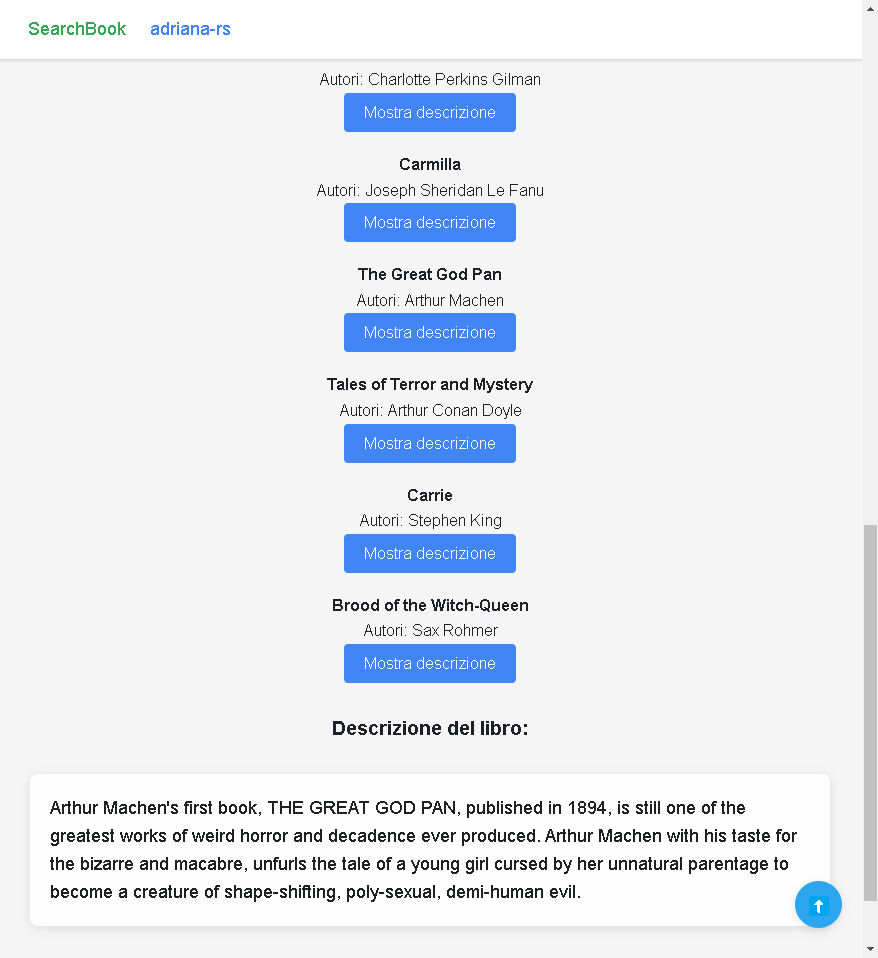 SearchBook adriana-rs
Autori: Charlotte Perkins Gilman
Mostra descrizione
Carmilla
Autori: Joseph Sheridan Le Fanu
Mostra descrizione
The Great God Pan
Autori: Arthur Machen
Mostra descrizione
Tales of Terror and Mystery
Autori: Arthur Conan Doyle
Mostra descrizione
Carrie
Autori: Stephen King
Mostra descrizione
Brood of the Witch-Queen
Autori: Sax Rohmer
Mostra descrizione
Descrizione del libro:
Arthur Machen's first book, THE GREAT GOD PAN, published in 1894, is still one of the
greatest works of weird horror and decadence ever produced. Arthur Machen with his taste for
the bizarre and macabre, unfurls the tale of a young girl cursed by her unnatural parentage to
become a creature of shape-shifting, poly-sexual, demi-human evil.